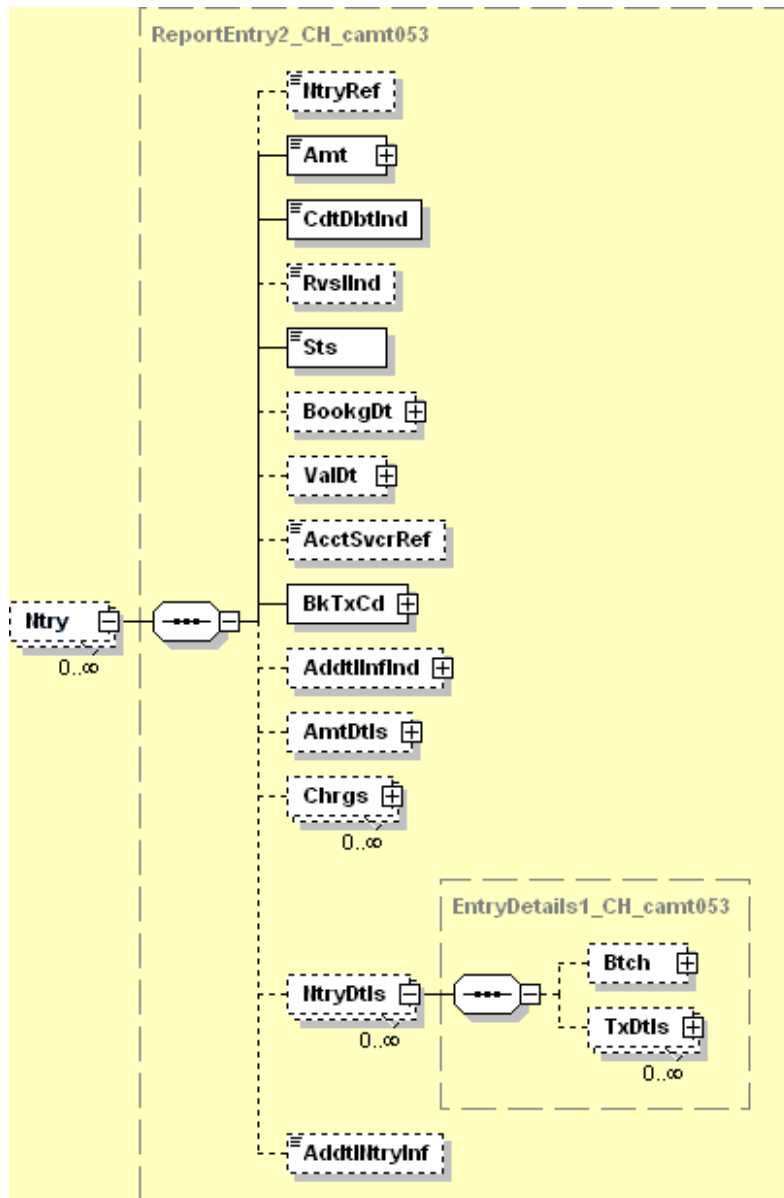 ReportEntry2_CH_camt053
NtryRef
Amt
CdtDbtInd
RvslInd
Sts
BookgDt
ValDt
AcctSvcrRef
Ntry
0..∞
BkTxCd
AddtlInfInd
AmtDtls
Chrgs
0..∞
EntryDetails1_CH_camt053
Btch
NtryDtls
0..∞
TxDtls
0..∞
AddtlNtryInf